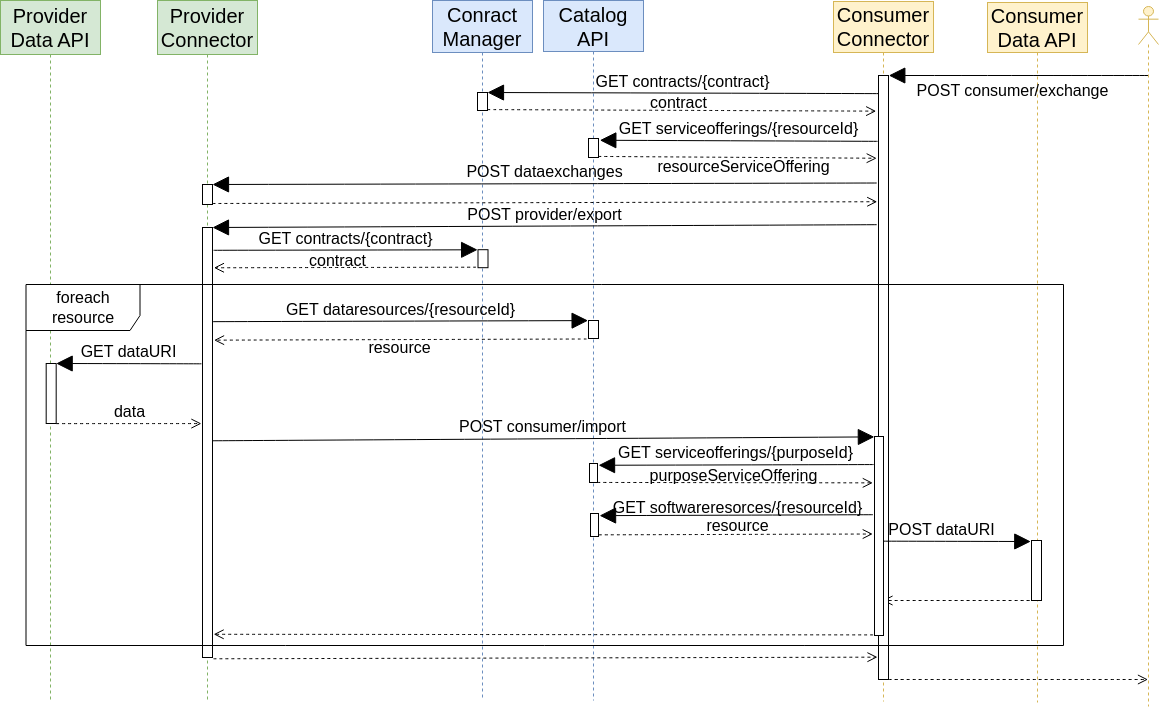 Provider
Data API
Provider
Connector
Conract
Manager
Catalog
API
Consumer
Connector
Consumer
Data API
GET contracts/{contract}
POST consumer/exchange
contract
GET serviceofferings/{resourceId}
resourceServiceOffering
POST dataexchanges
POST provider/export
GET contracts/{contract}
contract
foreach
resource
GET dataresources/{resourceId}
resource
GET dataURI
data
POST consumer/import
GET serviceofferings/{purposeId}
purposeServiceOffering
GET softwareresorces/{resourceId}
resource
POST dataURI